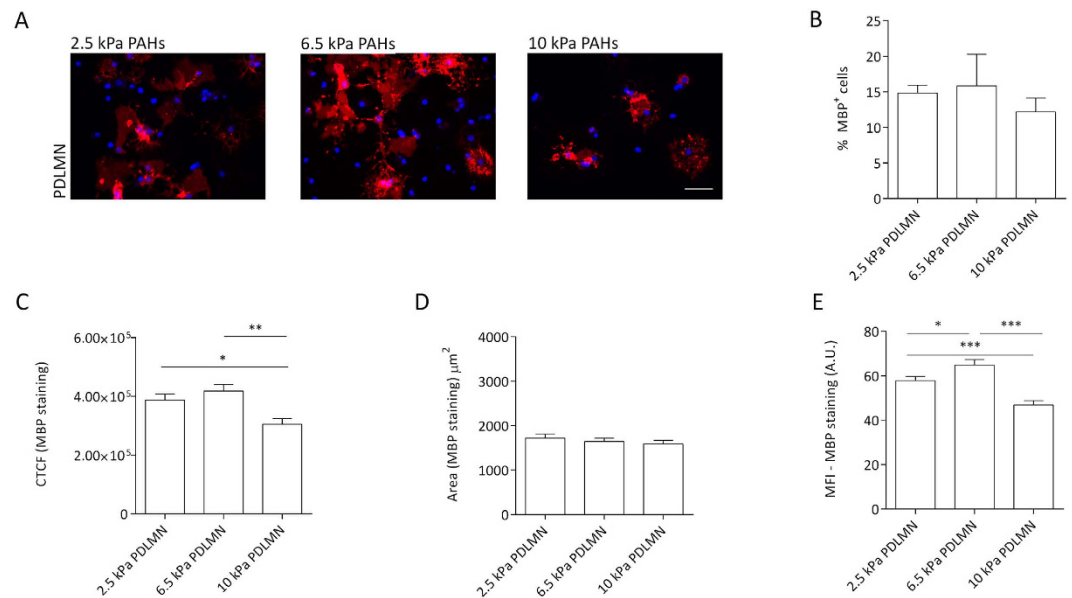 A
2.5 kPa PAHs
6.5 kPa PAHs
10 kPa PAHs
PDLMN
B
% MBP⁺ cells
25
20
15
10
5
0
2.5 kPa PDLMN
6.5 kPa PDLMN
10 kPa PDLMN
C
CTCF (MBP staining)
6.00×10⁵
4.00×10⁵
2.00×10⁵
0
**
*
2.5 kPa PDLMN
6.5 kPa PDLMN
10 kPa PDLMN
D
Area (MBP staining) μm²
4000
3000
2000
1000
0
2.5 kPa PDLMN
6.5 kPa PDLMN
10 kPa PDLMN
E
MFI - MBP staining (A.U.)
80
60
40
20
0
* ***
***
2.5 kPa PDLMN
6.5 kPa PDLMN
10 kPa PDLMN